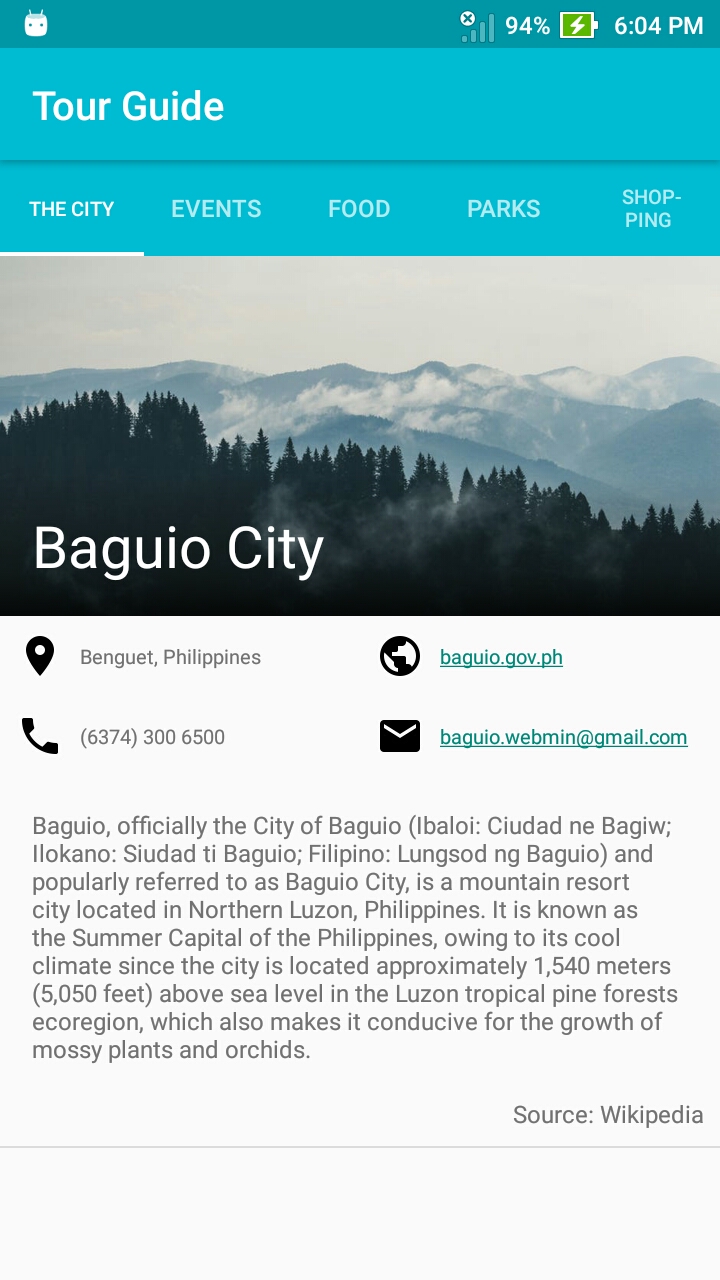 94% 6:04 PM
Tour Guide
THE CITY EVENTS FOOD PARKS SHOP-
PING
Baguio City
Benguet, Philippines baguio.gov.ph
(6374) 300 6500 baguio.webmin@gmail.com
Baguio, officially the City of Baguio (Ibaloi: Ciudad ne Bagiw;
Ilokano: Siudad ti Baguio; Filipino: Lungsod ng Baguio) and
popularly referred to as Baguio City, is a mountain resort
city located in Northern Luzon, Philippines. It is known as
the Summer Capital of the Philippines, owing to its cool
climate since the city is located approximately 1,540 meters
(5,050 feet) above sea level in the Luzon tropical pine forests
ecoregion, which also makes it conducive for the growth of
mossy plants and orchids.
Source: Wikipedia